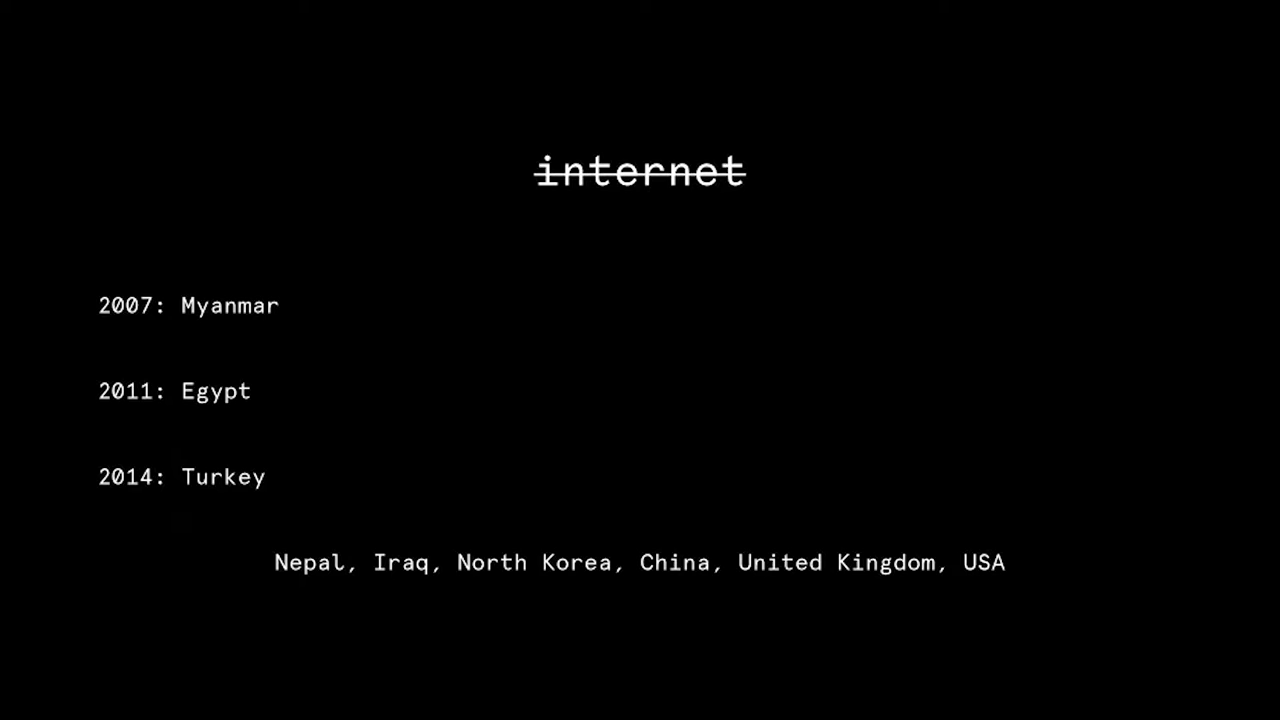 internet
2007: Myanmar
2011: Egypt
2014: Turkey
Nepal, Iraq, North Korea, China, United Kingdom, USA